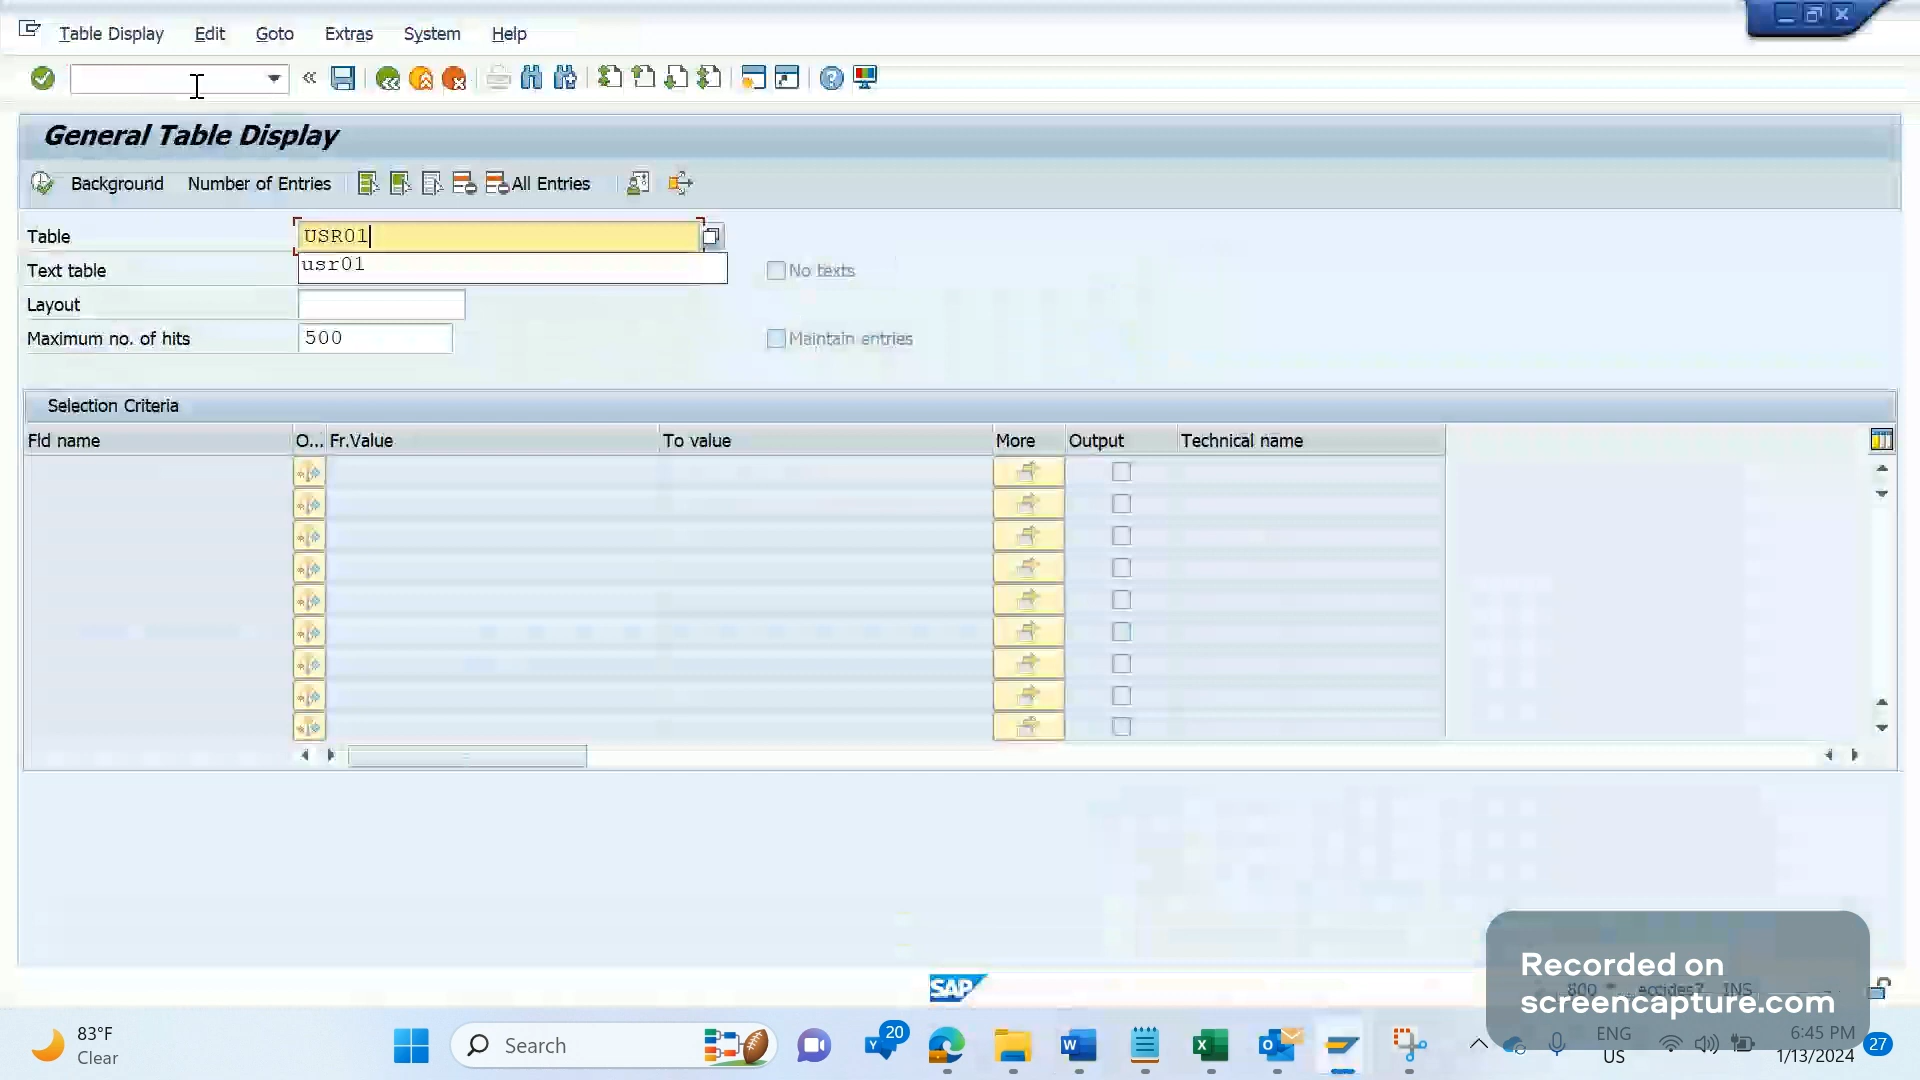 Table Display Edit Goto Extras System Help
General Table Display
Background Number of Entries All Entries
Table USR01
usr01
Text table No texts
Layout
Maximum no. of hits 500 Maintain entries
Selection Criteria
Fld name O... Fr.Value To value More Output Technical name
SAP
Recorded on
screencapture.com
INS
83°F
Clear
Search
20
ENG
US
6:45 PM
1/13/2024
27